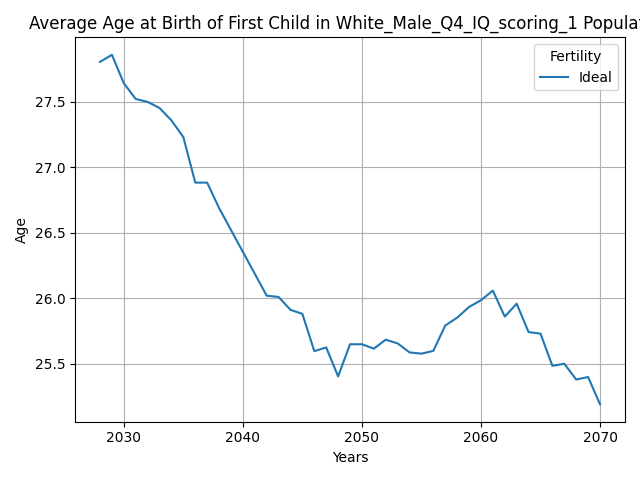 Average Age at Birth of First Child in White_Male_Q4_IQ_scoring_1 Populat
Fertility
Ideal
27.5
27.0
26.5
26.0
25.5
Age
2030 2040 2050 2060 2070
Years